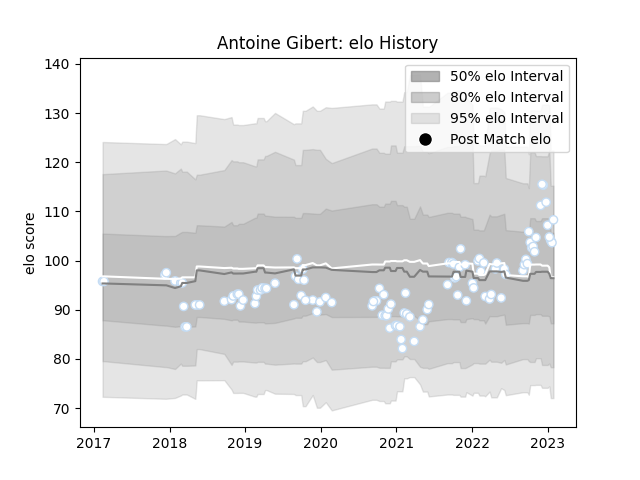 Antoine Gibert: elo History
50% elo Interval
80% elo Interval
95% elo Interval
Post Match elo
elo score
140
130
120
110
100
90
80
70
2017 2018 2019 2020 2021 2022 2023